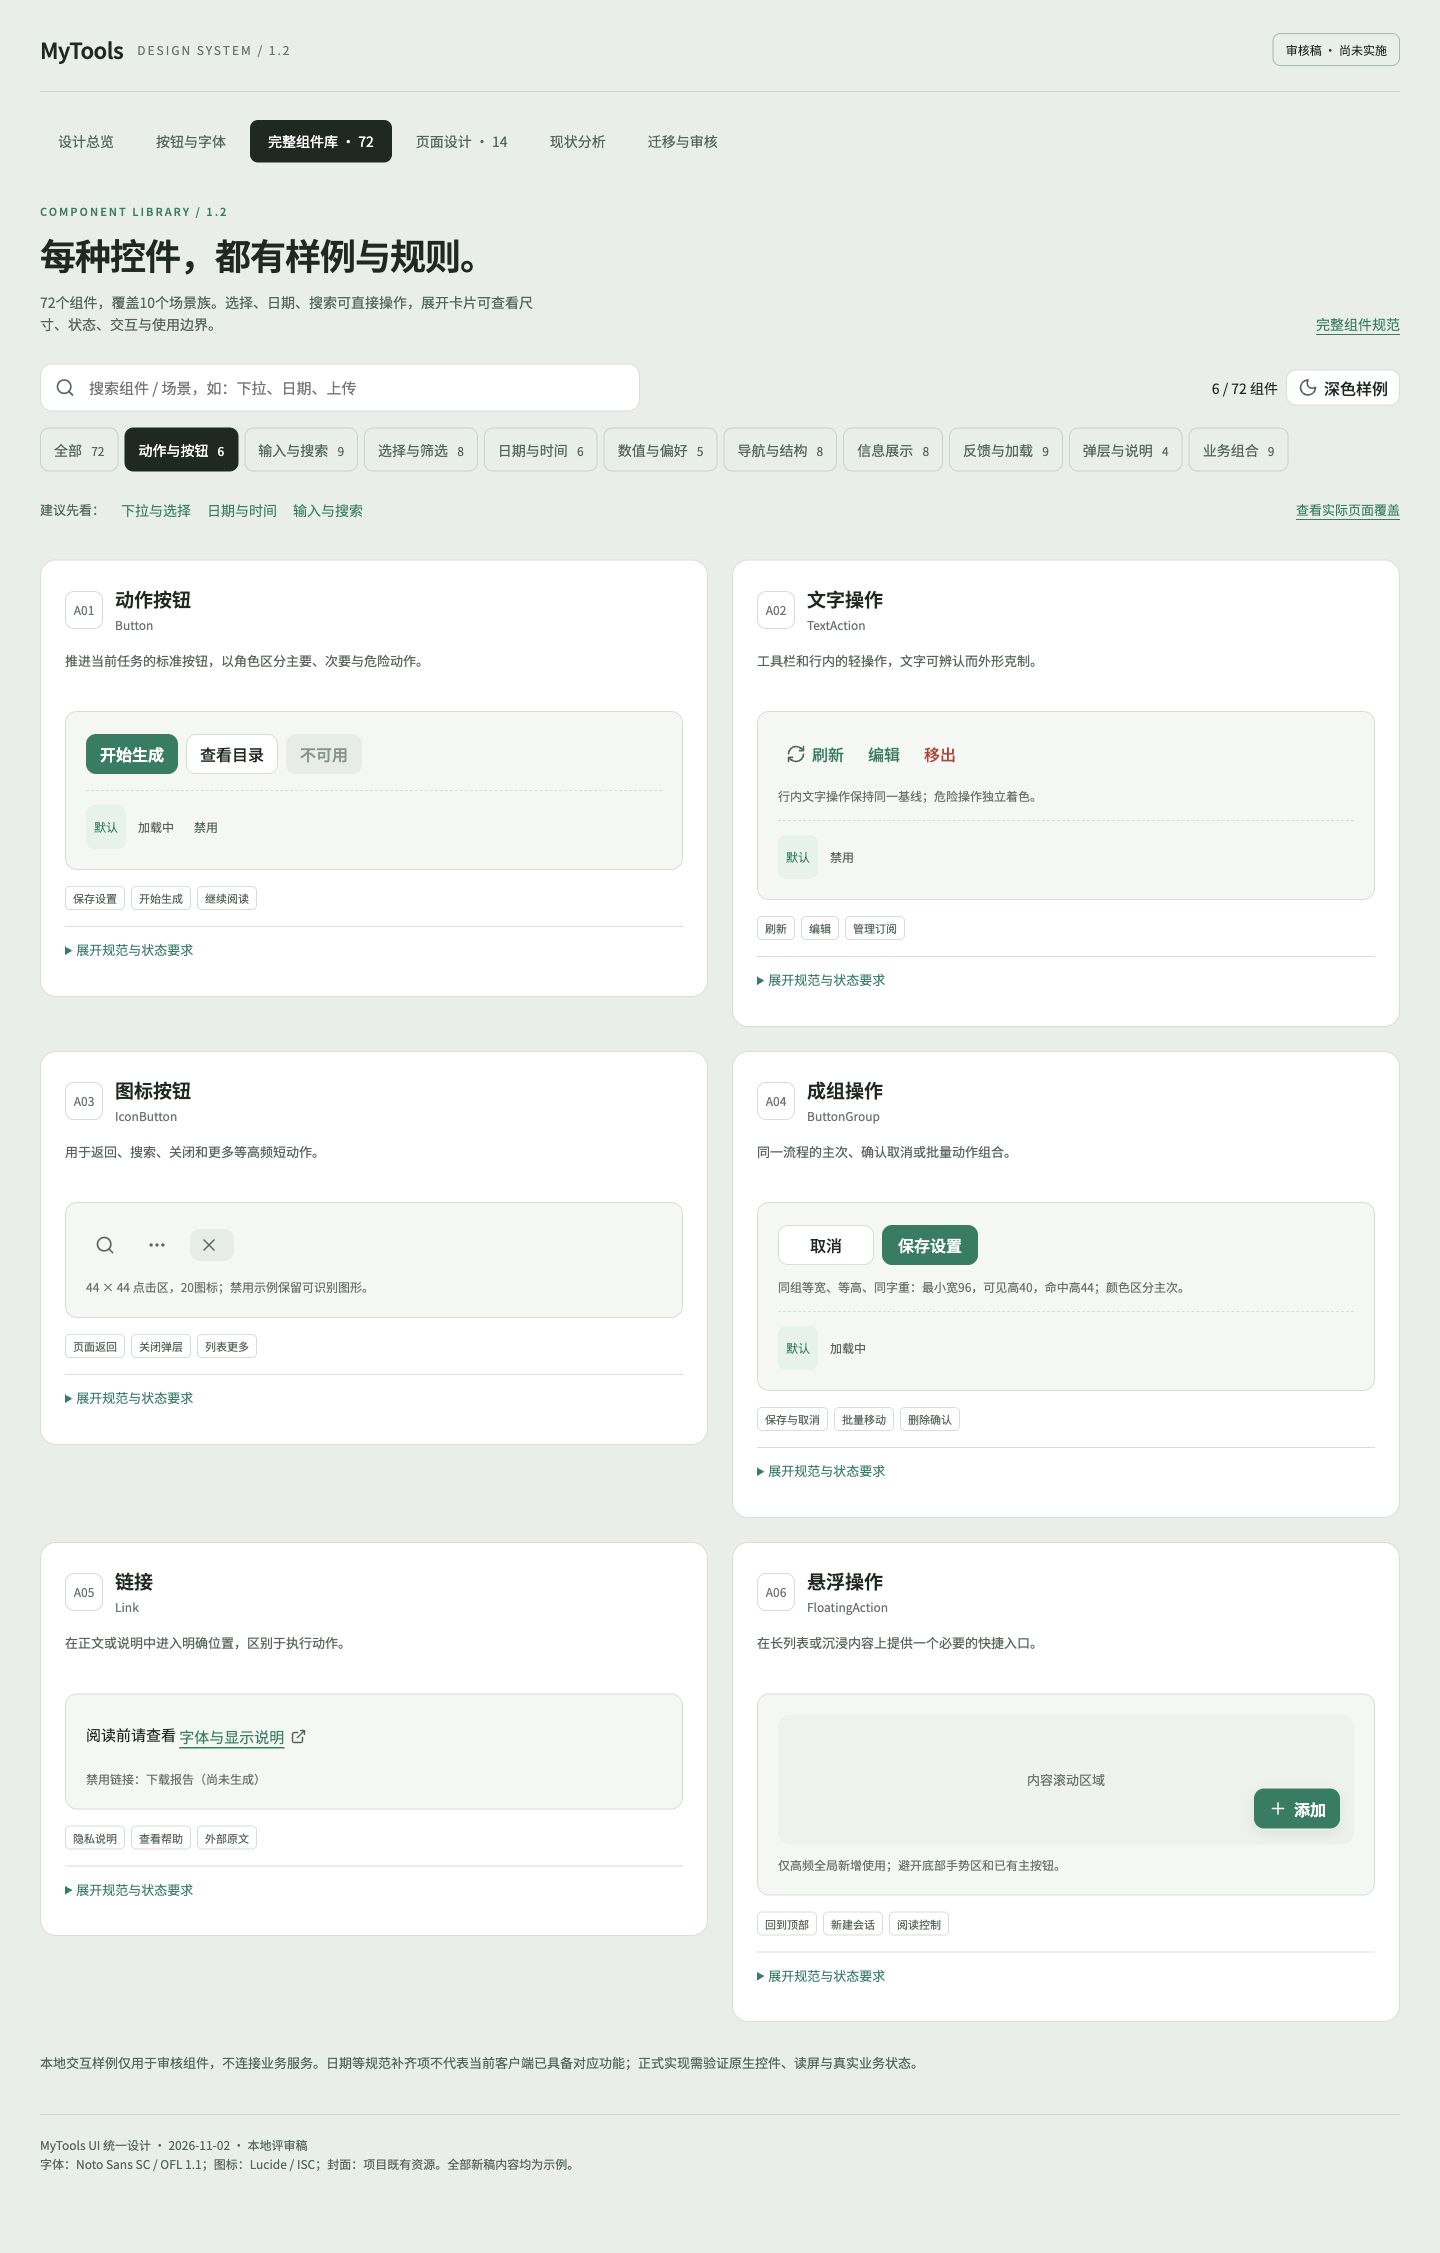 MyTools DESIGN SYSTEM / 1.2
审核稿 · 尚未实施
设计总览 按钮与字体 完整组件库 · 72 页面设计 · 14 现状分析 迁移与审核
COMPONENT LIBRARY / 1.2
每种控件，都有样例与规则。
72个组件，覆盖10个场景族。选择、日期、搜索可直接操作，展开卡片可查看尺
寸、状态、交互与使用边界。
完整组件规范
搜索组件 / 场景，如：下拉、日期、上传
6 / 72 组件 深色样例
全部 72 动作与按钮 6 输入与搜索 9 选择与筛选 8 日期与时间 6 数值与偏好 5 导航与结构 8 信息展示 8 反馈与加载 9 弹层与说明 4 业务组合 9
建议先看： 下拉与选择 日期与时间 输入与搜索
查看实际页面覆盖
A01 动作按钮
Button
推进当前任务的标准按钮，以角色区分主要、次要与危险动作。
开始生成 查看目录 不可用
默认 加载中 禁用
保存设置 开始生成 继续阅读
展开规范与状态要求
A02 文字操作
TextAction
工具栏和行内的轻操作，文字可辨认而外形克制。
刷新 编辑 移出
行内文字操作保持同一基线；危险操作独立着色。
默认 禁用
刷新 编辑 管理订阅
展开规范与状态要求
A03 图标按钮
IconButton
用于返回、搜索、关闭和更多等高频短动作。
44 × 44 点击区，20图标；禁用示例保留可识别图形。
页面返回 关闭弹层 列表更多
展开规范与状态要求
A04 成组操作
ButtonGroup
同一流程的主次、确认取消或批量动作组合。
取消 保存设置
同组等宽、等高、同字重：最小宽96，可见高40，命中高44；颜色区分主次。
默认 加载中
保存与取消 批量移动 删除确认
展开规范与状态要求
A05 链接
Link
在正文或说明中进入明确位置，区别于执行动作。
阅读前请查看 字体与显示说明
禁用链接：下载报告（尚未生成）
隐私说明 查看帮助 外部原文
展开规范与状态要求
A06 悬浮操作
FloatingAction
在长列表或沉浸内容上提供一个必要的快捷入口。
内容滚动区域
添加
仅高频全局新增使用；避开底部手势区和已有主按钮。
回到顶部 新建会话 阅读控制
展开规范与状态要求
本地交互样例仅用于审核组件，不连接业务服务。日期等规范补齐项不代表当前客户端已具备对应功能；正式实现需验证原生控件、读屏与真实业务状态。
MyTools UI 统一设计 · 2026-11-02 · 本地评审稿
字体：Noto Sans SC / OFL 1.1；图标：Lucide / ISC；封面：项目既有资源。全部新稿内容均为示例。